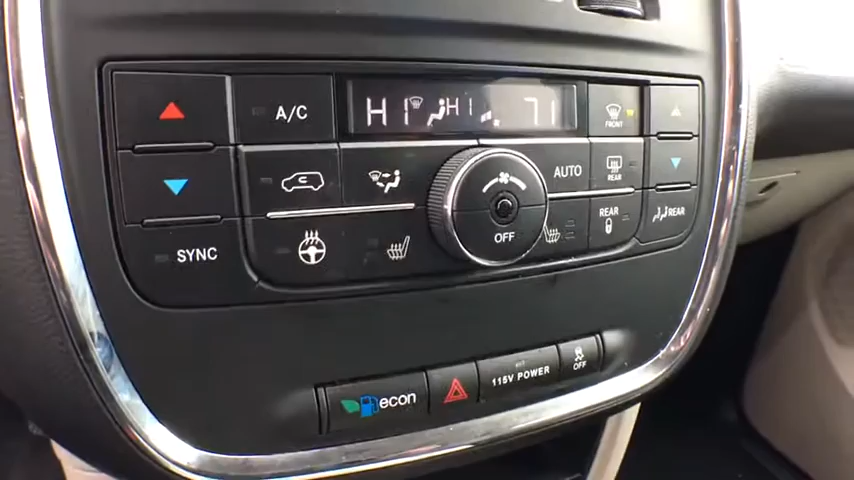 HI HI 71
A/C
FRONT
AUTO
REAR
SYNC
OFF
REAR
REAR
econ
115V POWER
OFF